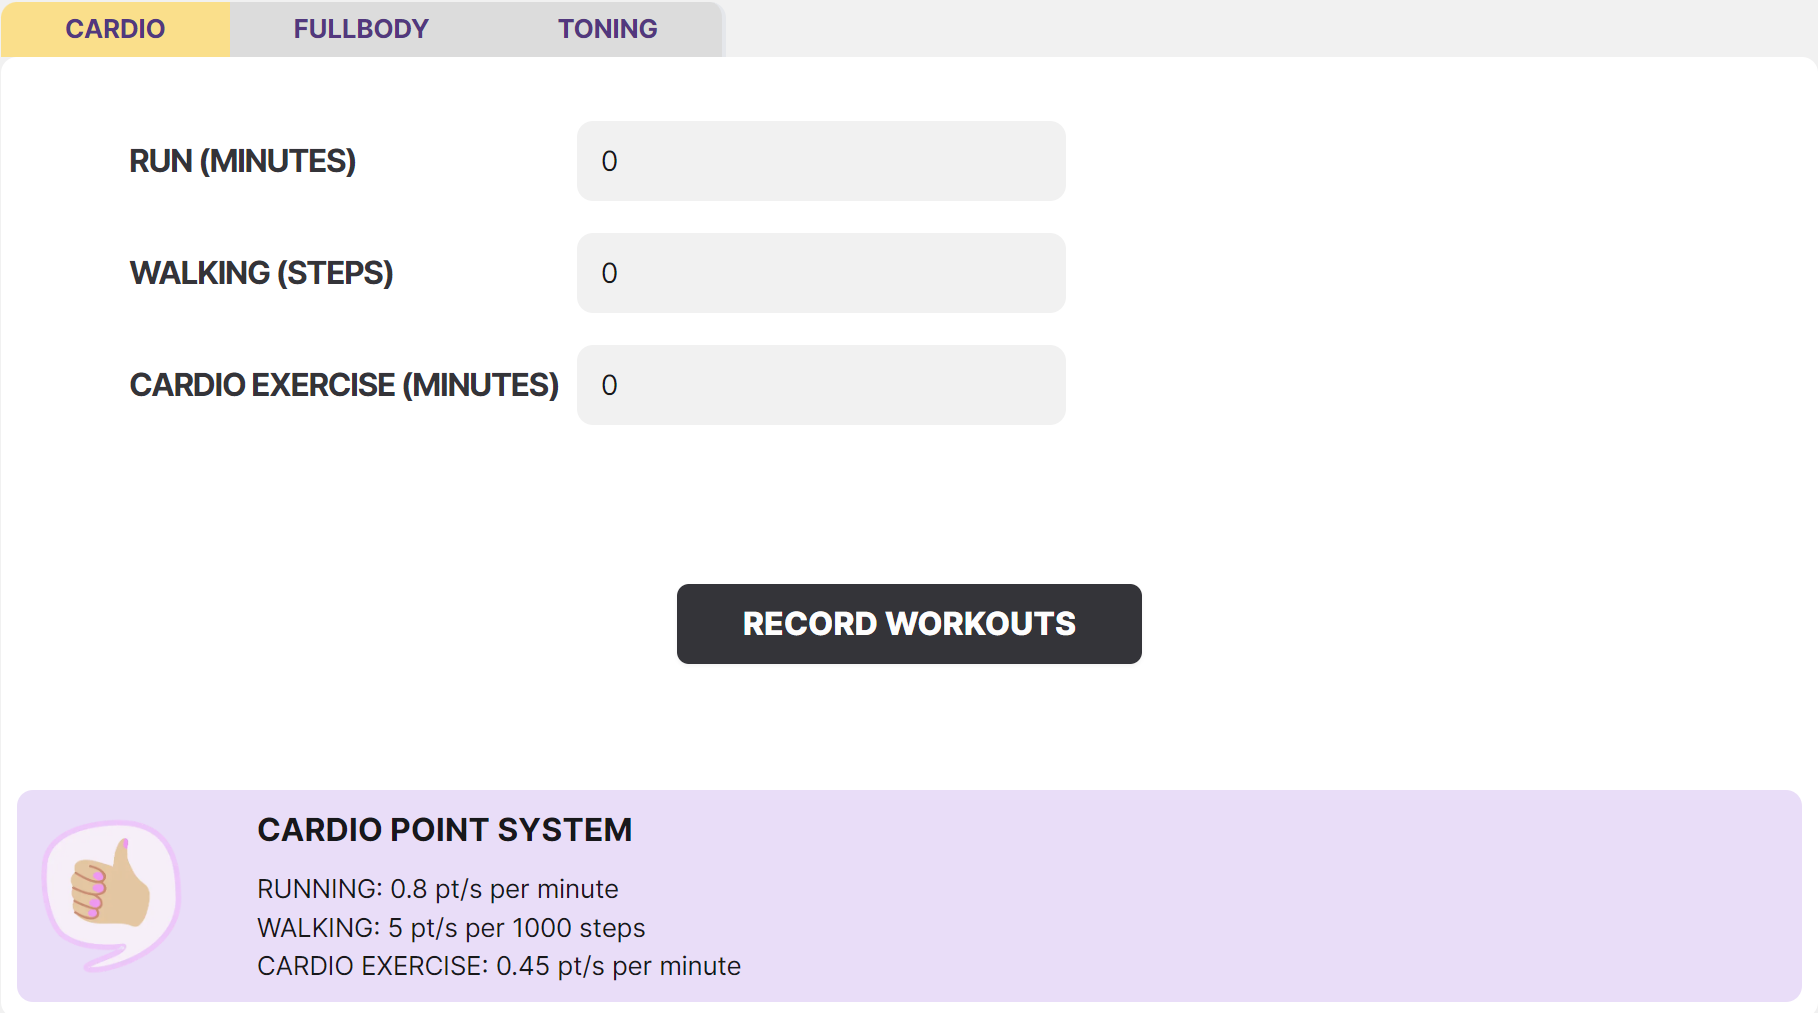 CARDIO FULLBODY TONING
RUN (MINUTES) 0
WALKING (STEPS) 0
CARDIO EXERCISE (MINUTES) 0
RECORD WORKOUTS
CARDIO POINT SYSTEM
RUNNING: 0.8 pt/s per minute
WALKING: 5 pt/s per 1000 steps
CARDIO EXERCISE: 0.45 pt/s per minute